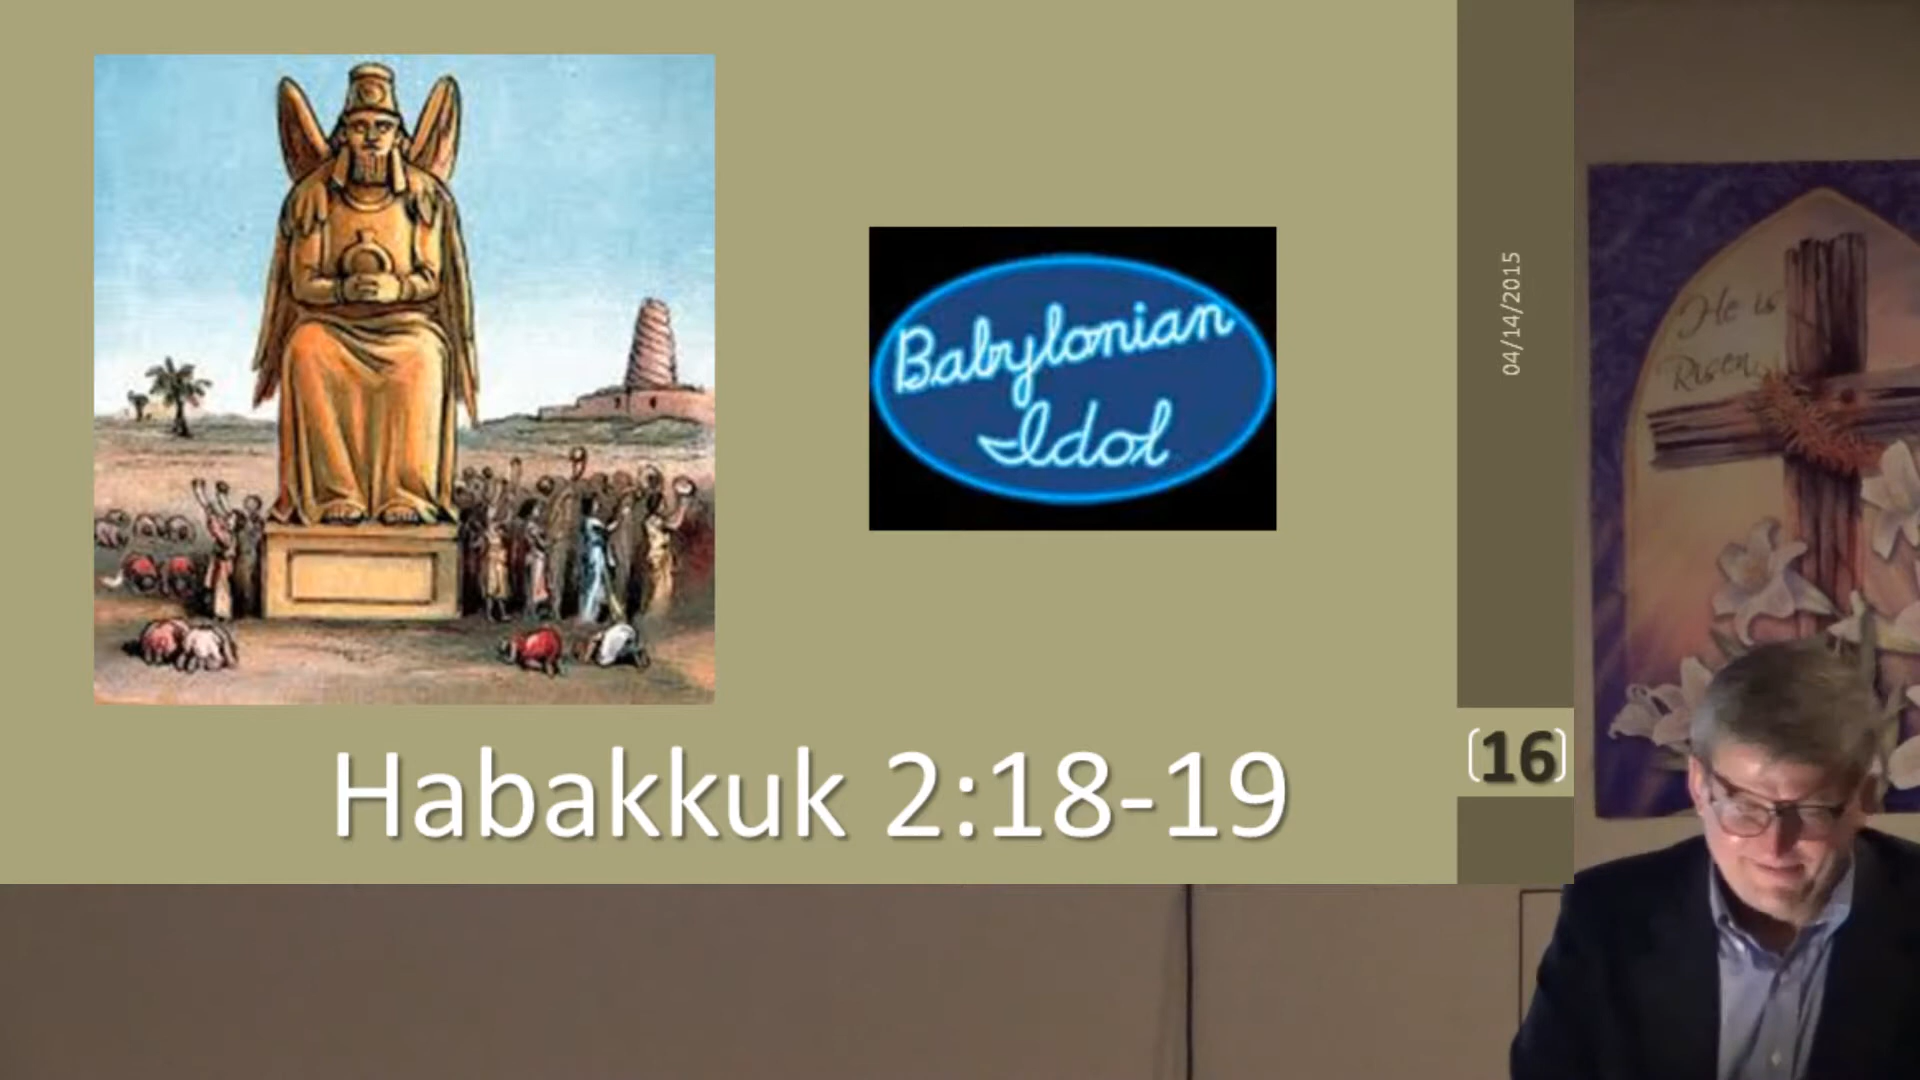 Babylonian
Idol
Habakkuk 2:18-19
04/14/2015
16
He is
Risen